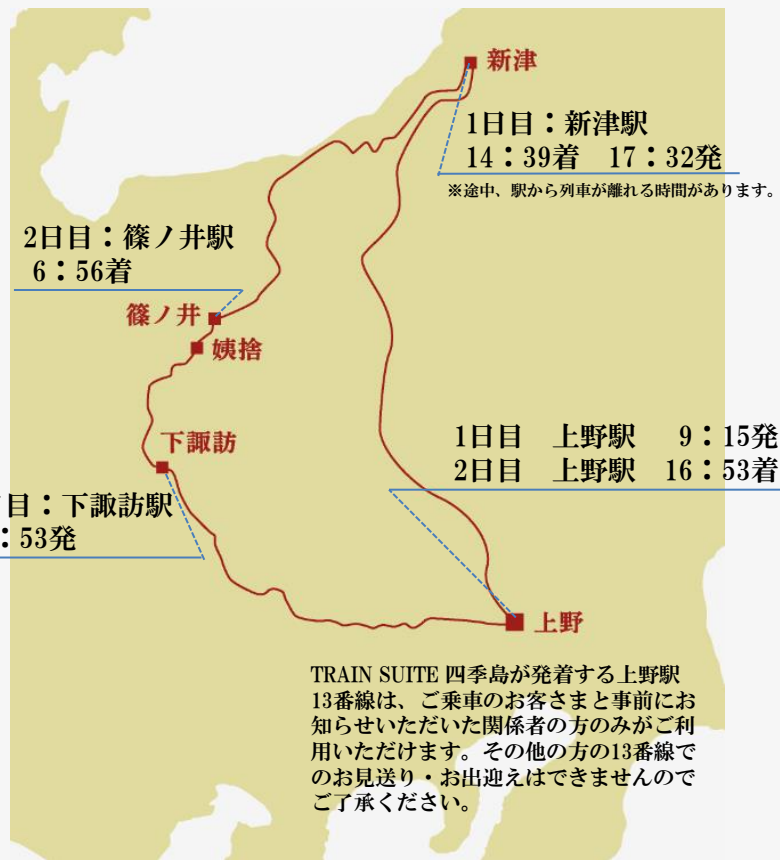 新津
1日目：新津駅
14：39着　17：32発
※途中、駅から列車が離れる時間があります。
2日目：篠ノ井駅
6：56着
篠ノ井
姨捨
下諏訪
日目：下諏訪駅
：53発
1日目　上野駅　9：15発
2日目　上野駅　16：53着
上野
TRAIN SUITE 四季島が発着する上野駅
13番線は、ご乗車のお客さまと事前にお
知らせいただいた関係者の方のみがご利
用いただけます。その他の方の13番線で
のお見送り・お出迎えはできませんので
ご了承ください。